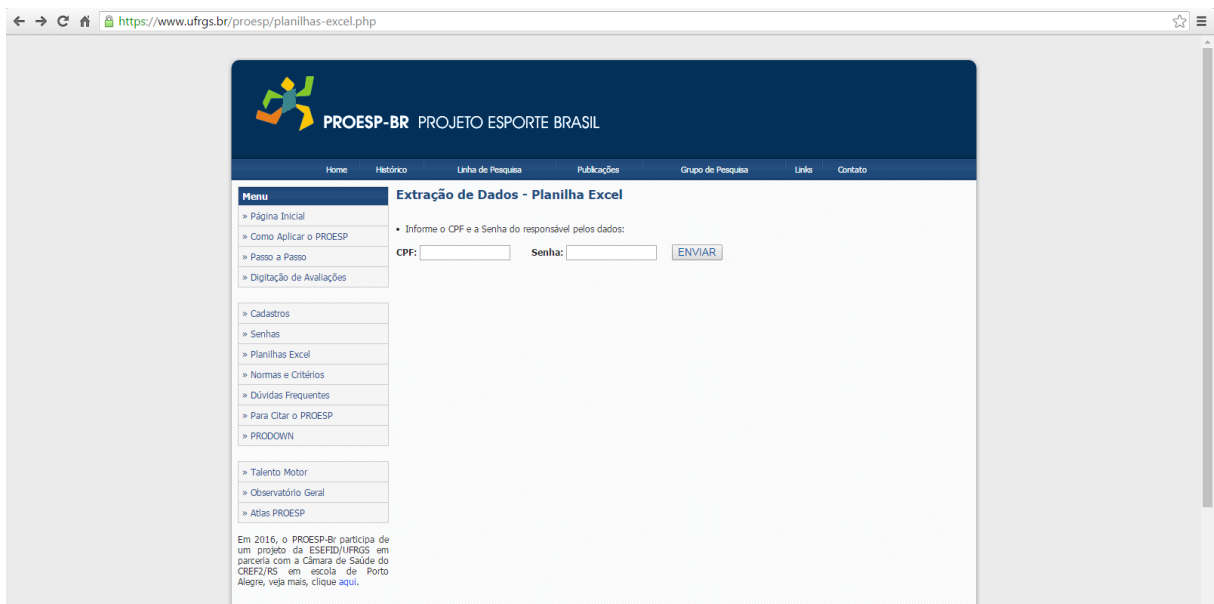 https://www.ufrgs.br/proesp/planilhas-excel.php
PROESP-BR PROJETO ESPORTE BRASIL
Home Histórico Linha de Pesquisa Publicações Grupo de Pesquisa Links Contato
Menu
» Página Inicial
» Como Aplicar o PROESP
» Passo a Passo
» Digitação de Avaliações
» Cadastros
» Senhas
» Planilhas Excel
» Normas e Critérios
» Dúvidas Frequentes
» Para Citar o PROESP
» PRODOWN
» Talento Motor
» Observatório Geral
» Atlas PROESP
Em 2016, o PROESP-Br participa de
um projeto da ESEFID/UFRGS em
parceria com a Câmara de Saúde do
CREF2/RS em escola de Porto
Alegre, veja mais, clique aqui.
Extração de Dados - Planilha Excel
• Informe o CPF e a Senha do responsável pelos dados:
CPF: Senha: ENVIAR